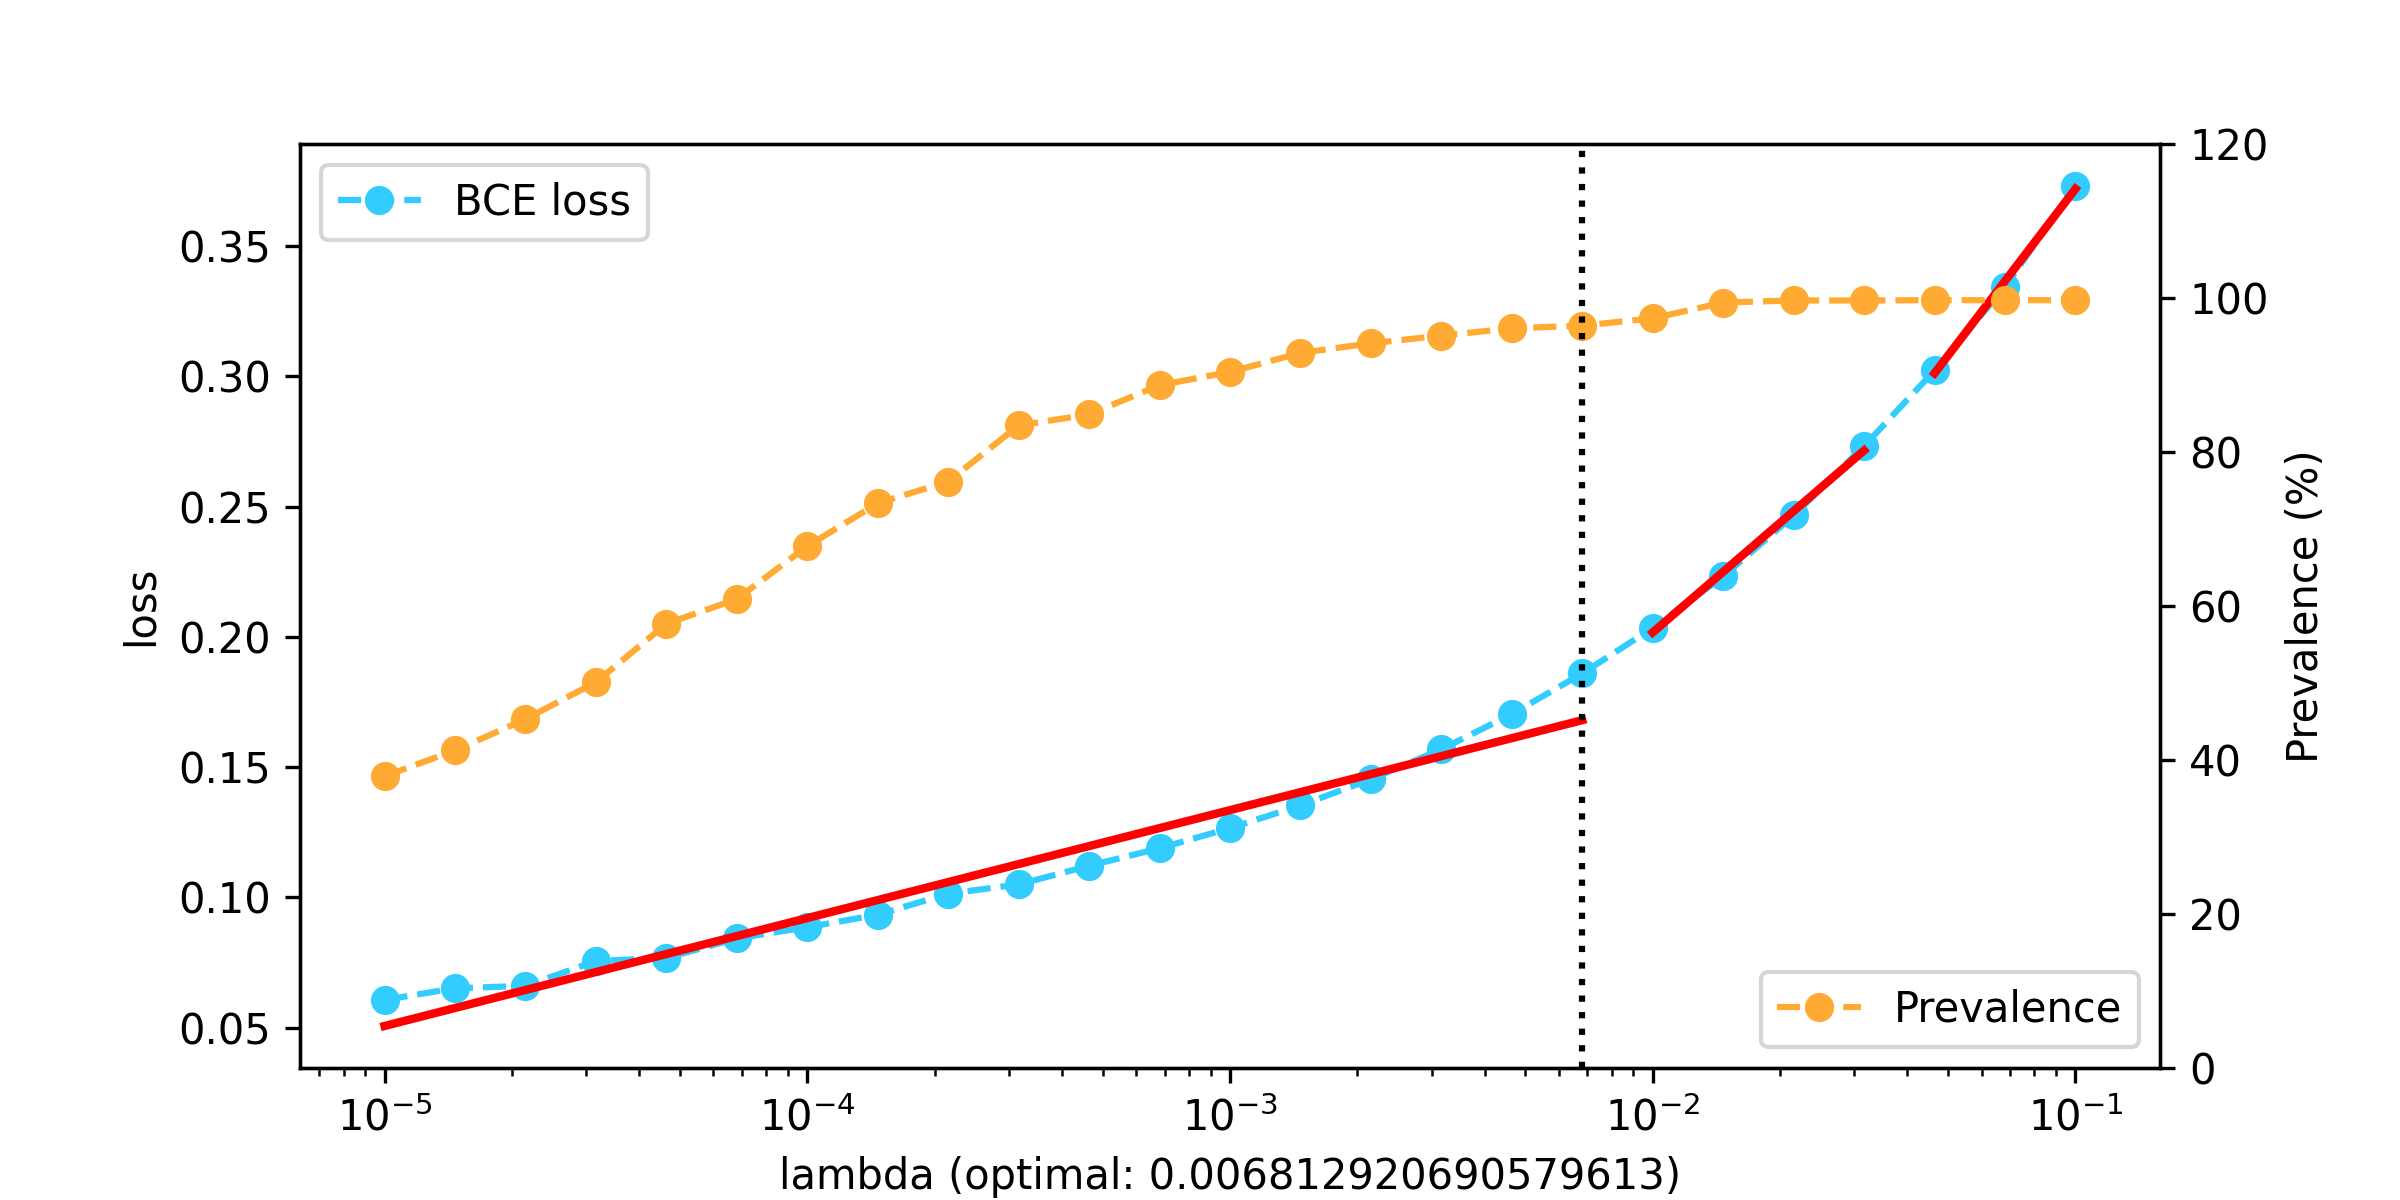 BCE loss
120
100
80
60
40
20
0
Prevalence (%)
0.35
0.30
0.25
0.20
0.15
0.10
0.05
loss
Prevalence
10⁻⁵ 10⁻⁴ 10⁻³ 10⁻² 10⁻¹
lambda (optimal: 0.006812920690579613)